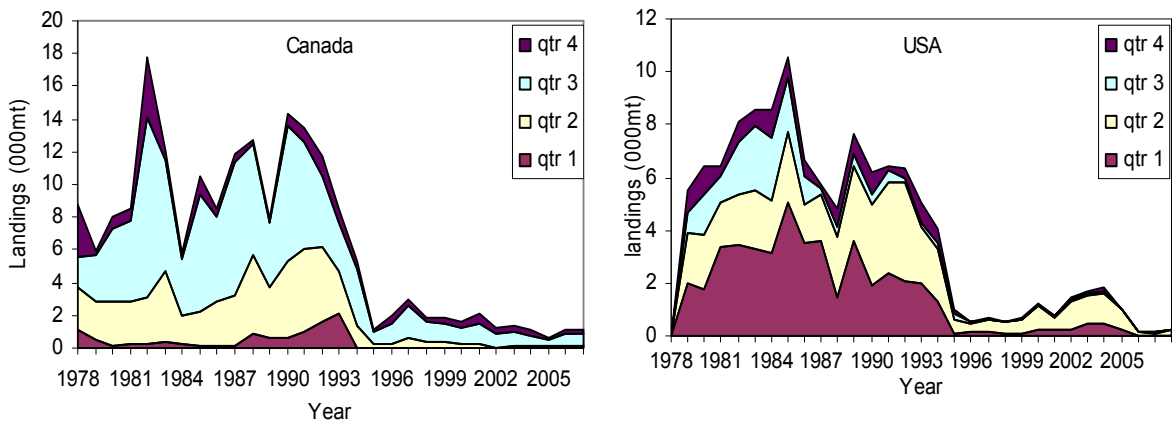 Canada
Landings (000mt)
20
18
16
14
12
10
8
6
4
2
0
1978 1981 1984 1987 1990 1993 1996 1999 2002 2005
Year
qtr 4
qtr 3
qtr 2
qtr 1
USA
landings (000mt)
12
10
8
6
4
2
0
1978 1981 1984 1987 1990 1993 1996 1999 2002 2005
Year
qtr 4
qtr 3
qtr 2
qtr 1